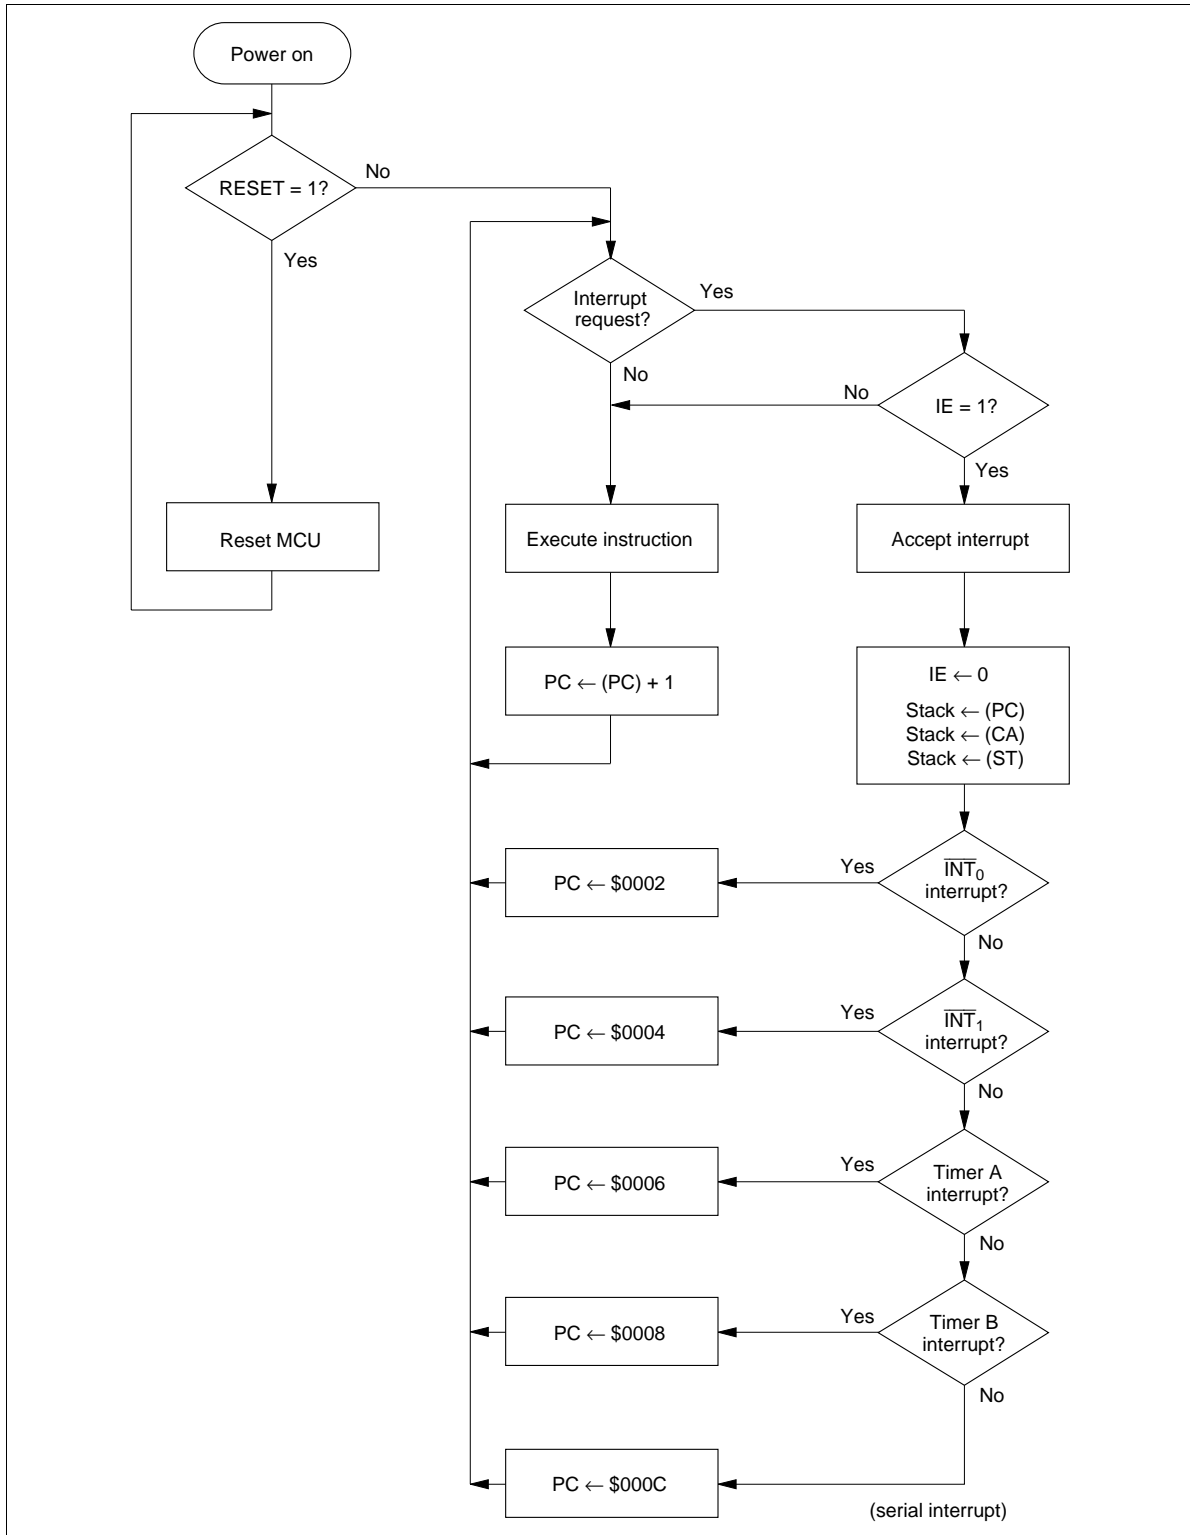 Power on
RESET = 1?
No
Yes
Reset MCU
Interrupt
request?
Yes
No
IE = 1?
No
Yes
Execute instruction
Accept interrupt
PC ← (PC) + 1
IE ← 0
Stack ← (PC)
Stack ← (CA)
Stack ← (ST)
PC ← $0002
Yes
I̅N̅T̅₀
interrupt?
No
PC ← $0004
Yes
I̅N̅T̅₁
interrupt?
No
PC ← $0006
Yes
Timer A
interrupt?
No
PC ← $0008
Yes
Timer B
interrupt?
No
PC ← $000C
(serial interrupt)